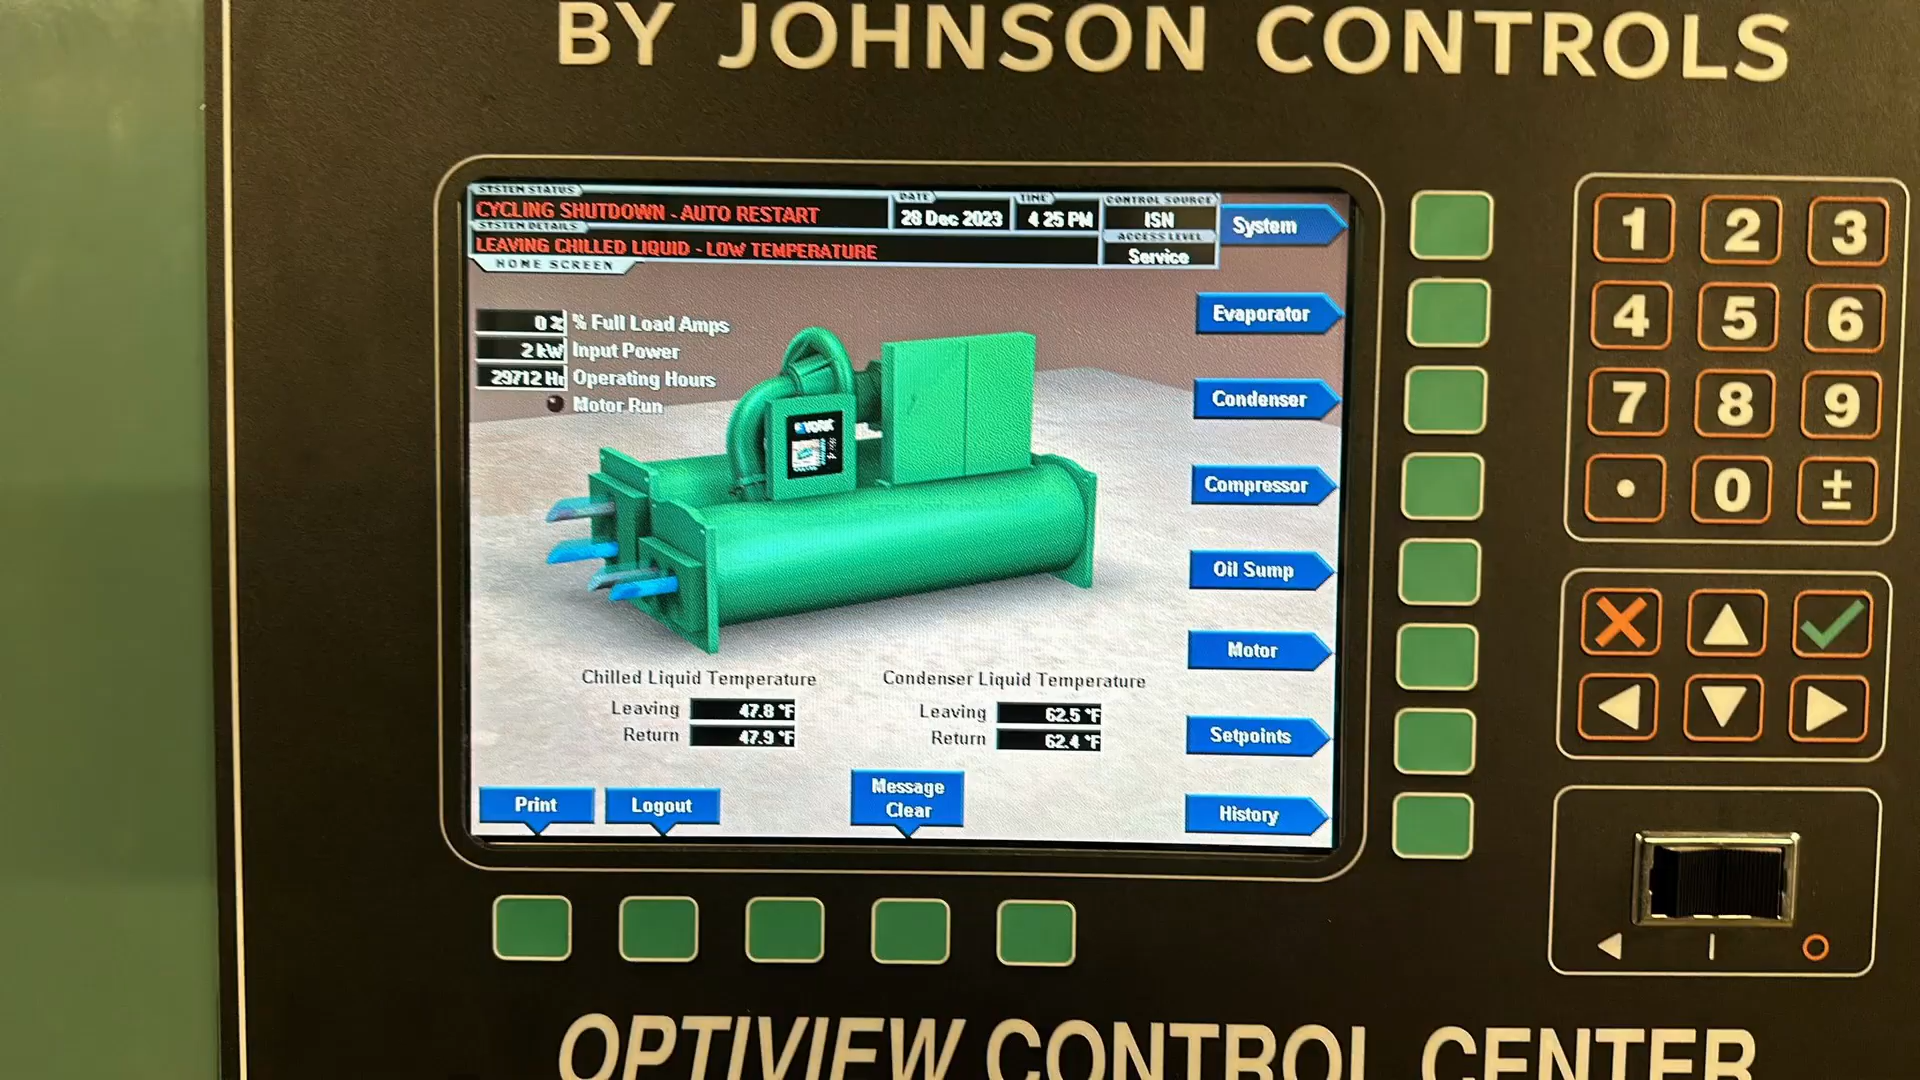 BY JOHNSON CONTROLS
SYSTEM STATUS
CYCLING SHUTDOWN - AUTO RESTART
DATE
28 Dec 2023
TIME
4 25 PM
CONTROL SOURCE
ISN
SYSTEM DETAILS
LEAVING CHILLED LIQUID - LOW TEMPERATURE
ACCESS LEVEL
Service
HOME SCREEN
System
0 % % Full Load Amps
2 kW Input Power
29712 Hr Operating Hours
Motor Run
Evaporator
Condenser
Compressor
Oil Sump
Motor
Setpoints
History
YORK
Chilled Liquid Temperature
Leaving 47.8 °F
Return 47.9 °F
Condenser Liquid Temperature
Leaving 62.5 °F
Return 62.4 °F
Print
Logout
Message
Clear
1 2 3
4 5 6
7 8 9
• 0 ±
OPTIVIEW CONTROL CENTER